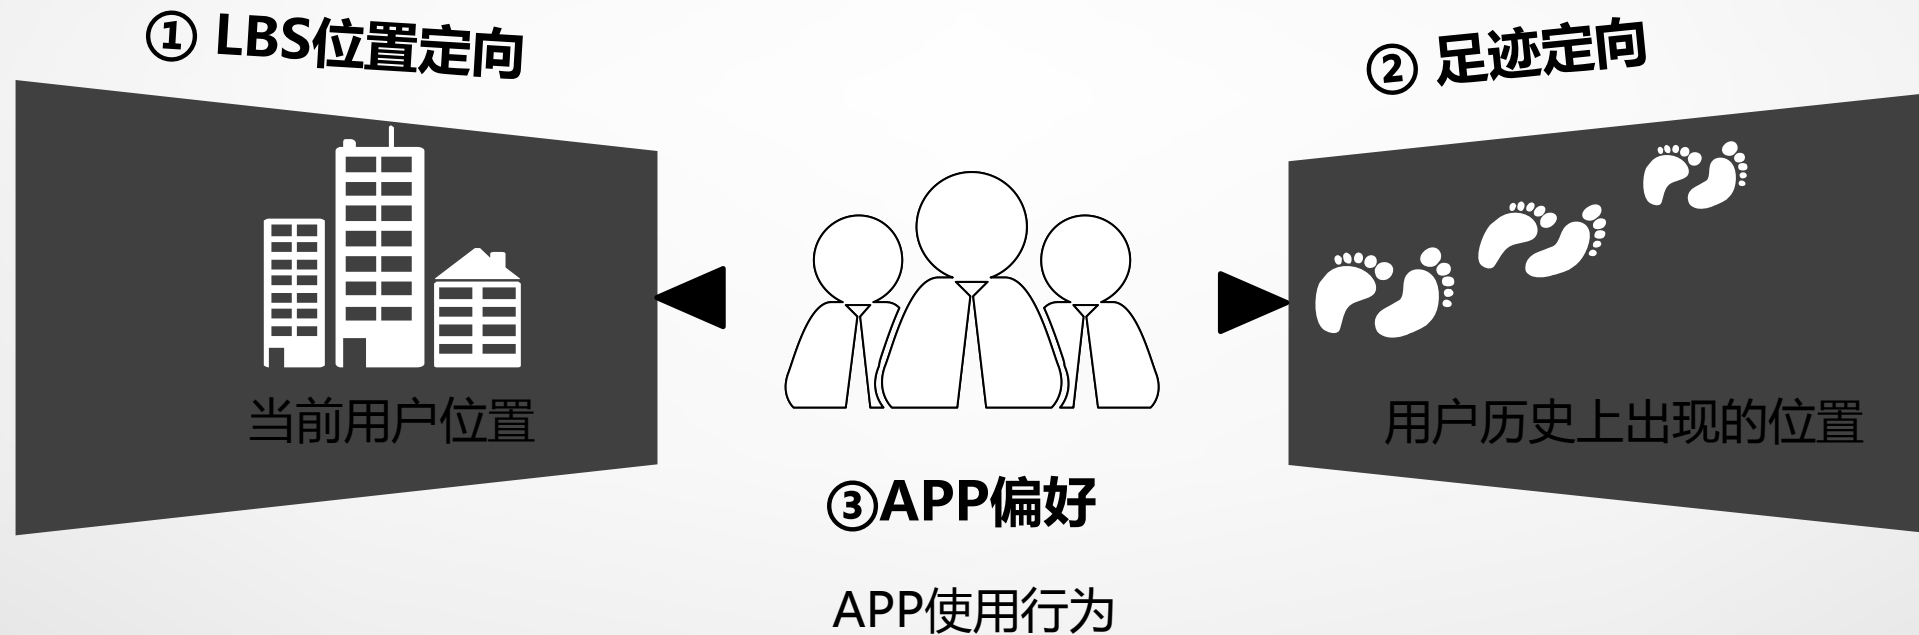 ① LBS位置定向
② 足迹定向
当前用户位置
用户历史上出现的位置
③APP偏好
APP使用行为